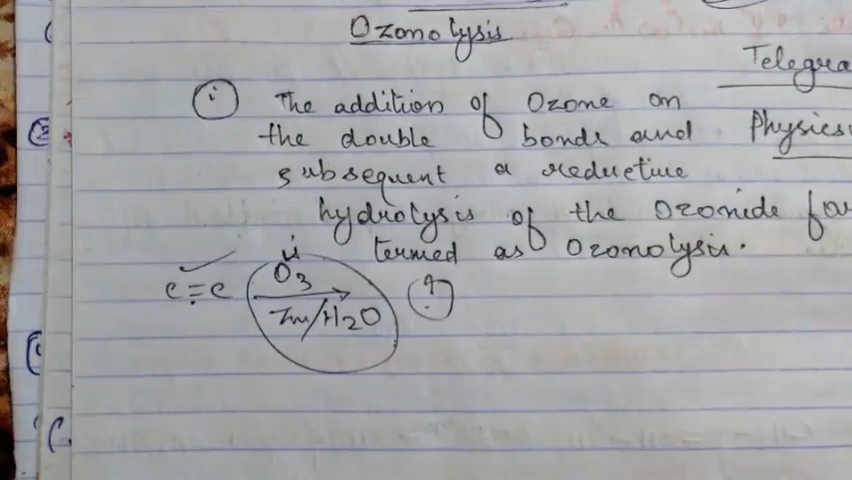 Ozonolysis
Telegra
i The addition of Ozone on
the double bonds and Physics
subsequent a reductive
hydrolysis of the Ozonide for
is termed as Ozonolysis.
C=C O3 ?
Zn/H2O